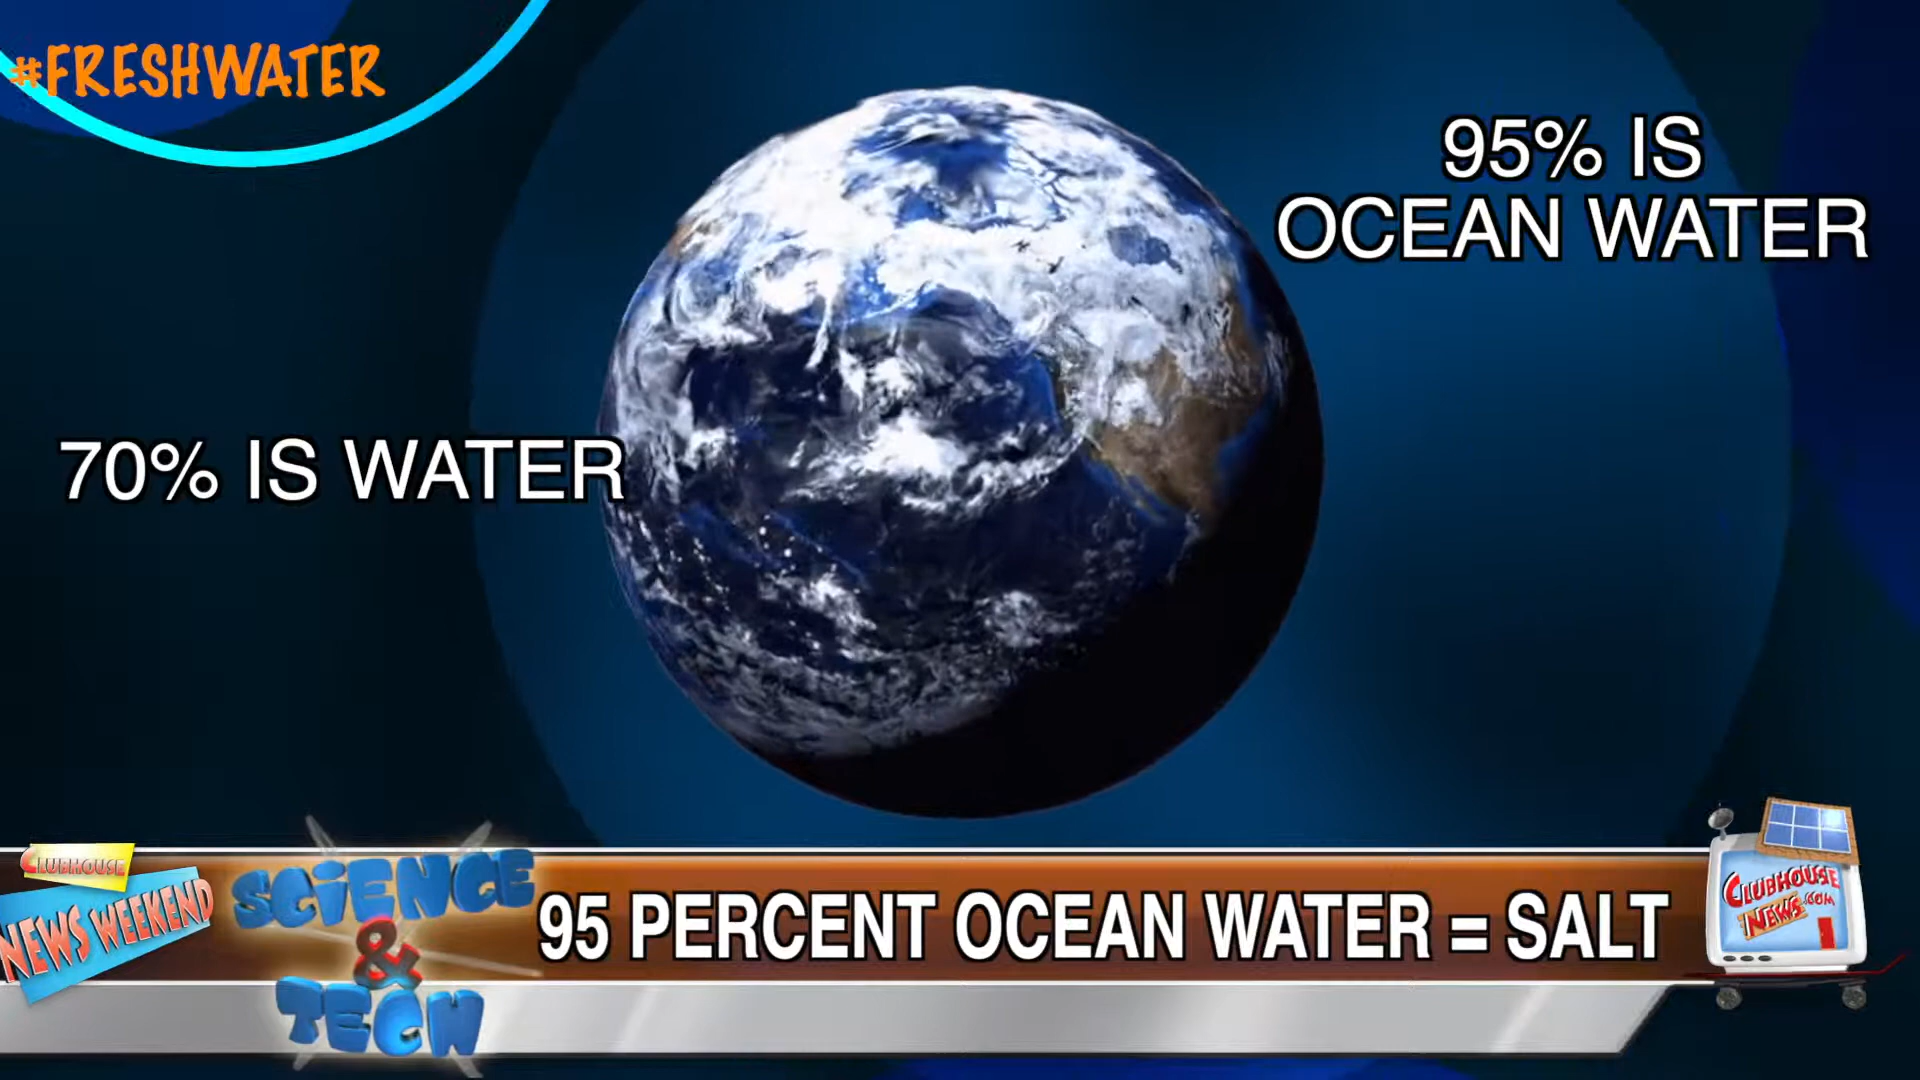 #FRESHWATER
95% IS
OCEAN WATER
70% IS WATER
CLUBHOUSE
NEWS WEEKEND
SCIENCE
&
TECH
95 PERCENT OCEAN WATER = SALT
CLUBHOUSE
NEWS.COM